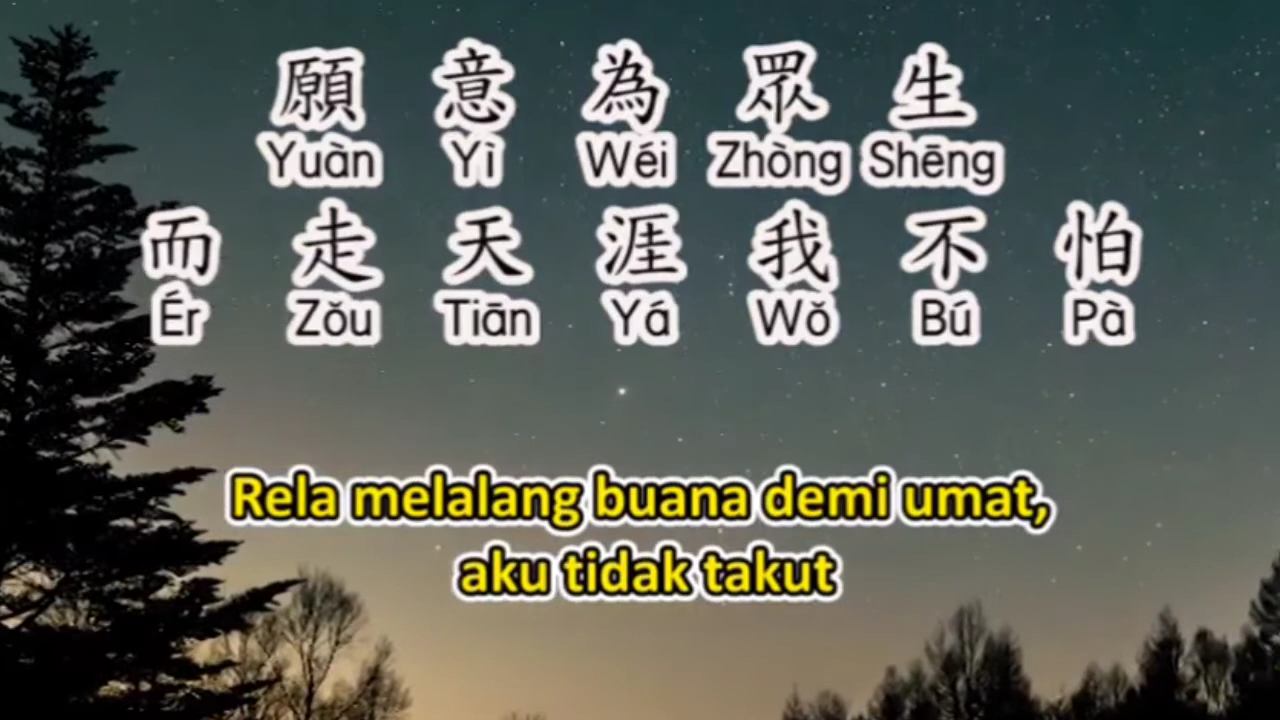 願意為眾生
Yuàn Yì Wéi Zhòng Shēng
而走天涯我不怕
Ér Zǒu Tiān Yá Wǒ Bú Pà
Rela melalang buana demi umat,
aku tidak takut